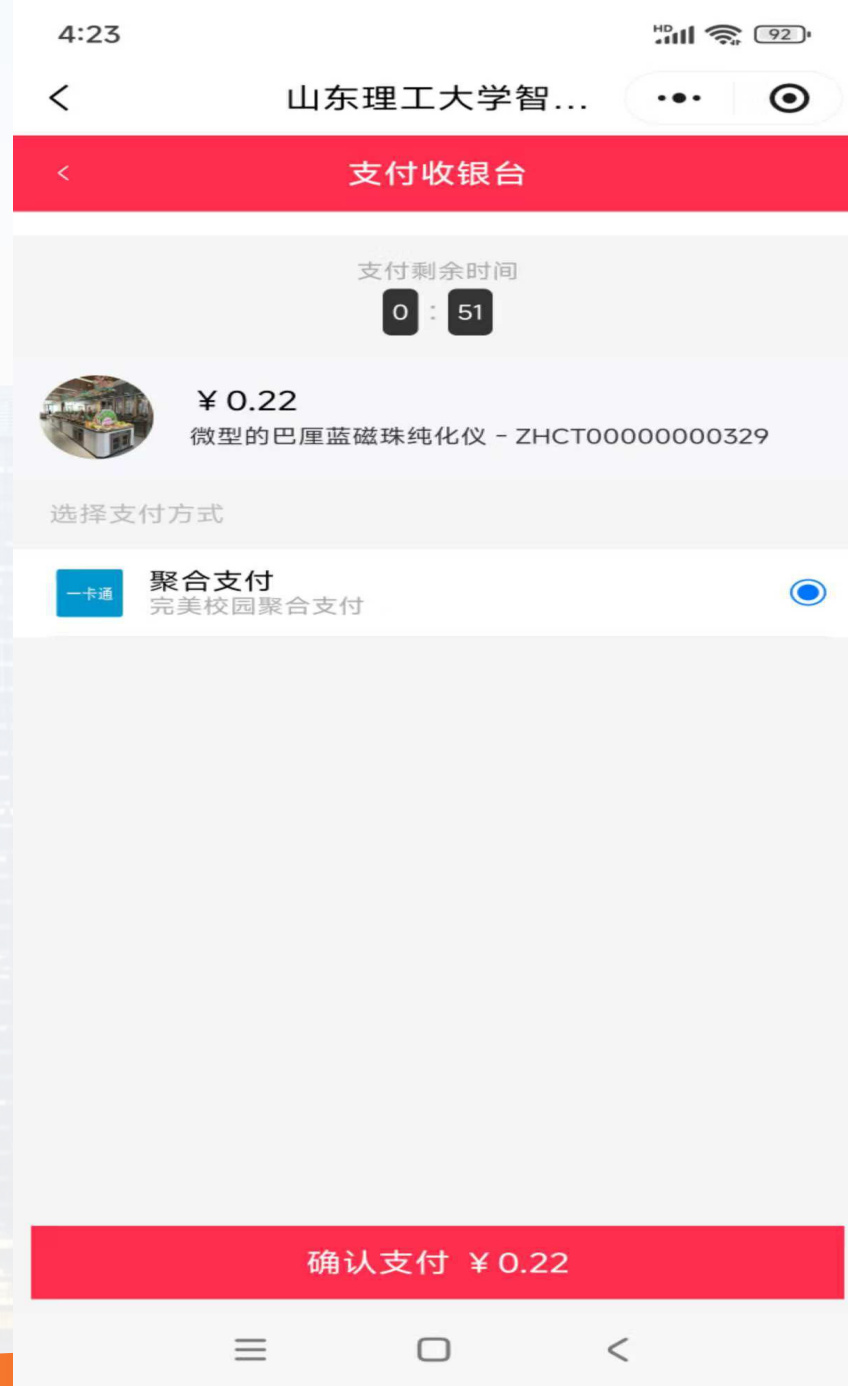 4:23
HD
92
山东理工大学智...
支付收银台
支付剩余时间
0 : 51
￥0.22
微型的巴厘蓝磁珠纯化仪 - ZHCT00000000329
选择支付方式
一卡通
聚合支付
完美校园聚合支付
确认支付 ￥0.22